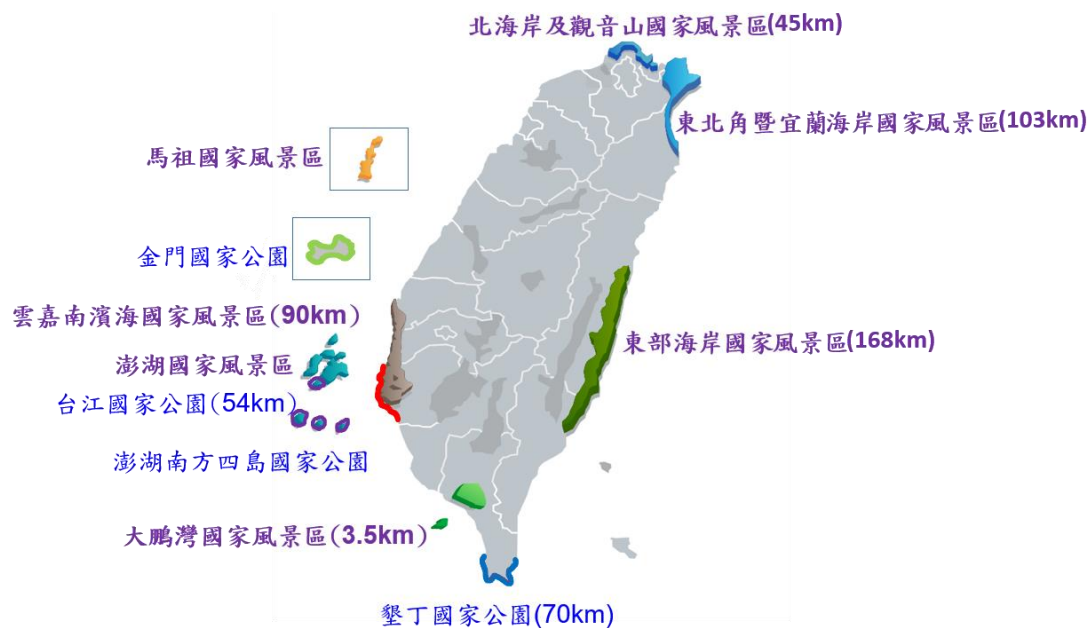 北海岸及觀音山國家風景區(45km)
東北角暨宜蘭海岸國家風景區(103km)
馬祖國家風景區
金門國家公園
雲嘉南濱海國家風景區(90km)
東部海岸國家風景區(168km)
澎湖國家風景區
台江國家公園(54km)
澎湖南方四島國家公園
大鵬灣國家風景區(3.5km)
墾丁國家公園(70km)